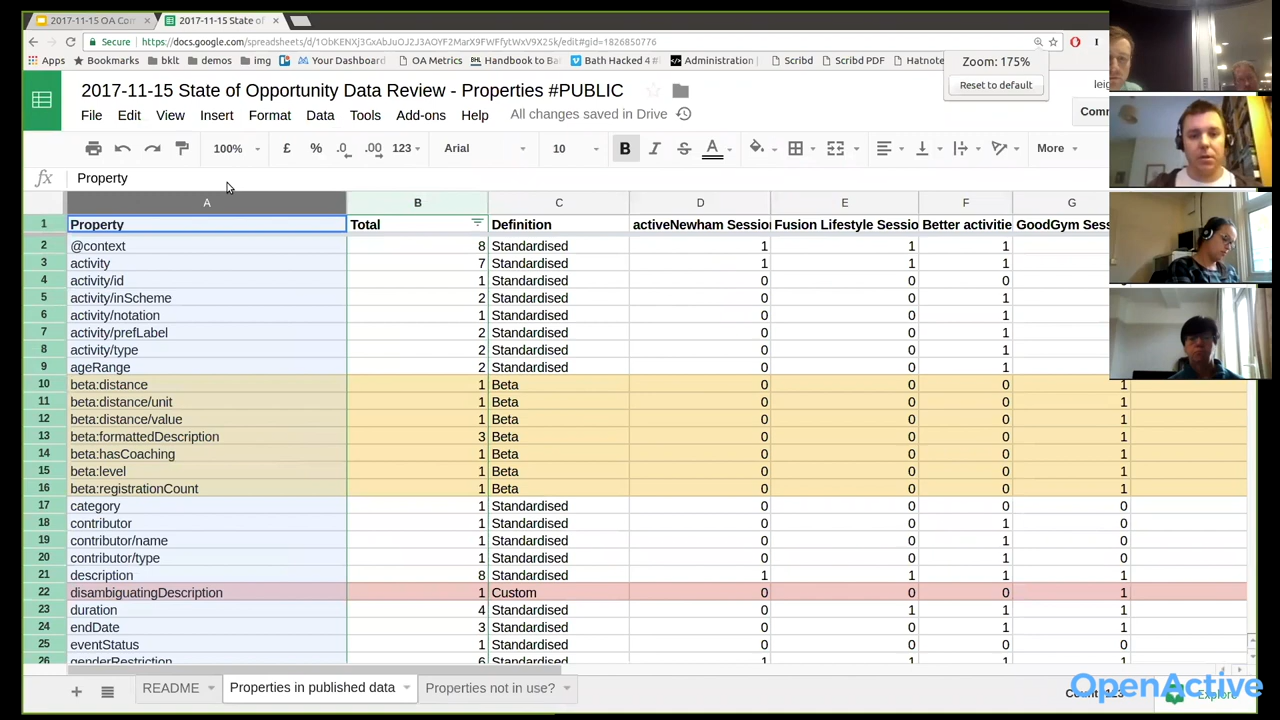 2017-11-15 OA Com × 2017-11-15 State of ×
Secure https://docs.google.com/spreadsheets/d/1ObKENXj3GxAbJuOJ2J3AOYF2MarX9FWFfytWxV9X25k/edit#gid=1826850776
Apps Bookmarks bklt demos img Your Dashboard OA Metrics Handbook to Ba Bath Hacked 4 # Administration Scribd Scribd PDF Hatnote
Zoom: 175%
Reset to default
2017-11-15 State of Opportunity Data Review - Properties #PUBLIC
leig
File Edit View Insert Format Data Tools Add-ons Help All changes saved in Drive
Comm
100% £ % .0 .00 123 Arial 10 B I S A More
fx Property
A B C D E F G
1 Property Total Definition activeNewham Session Fusion Lifestyle Sessio Better activitie GoodGym Sess
2 @context 8 Standardised 1 1 1
3 activity 7 Standardised 1 1 1
4 activity/id 1 Standardised 0 0 0
5 activity/inScheme 2 Standardised 0 0 1
6 activity/notation 1 Standardised 0 0 1
7 activity/prefLabel 2 Standardised 0 0 1
8 activity/type 2 Standardised 0 0 1
9 ageRange 2 Standardised 0 0 1
10 beta:distance 1 Beta 0 0 0 1
11 beta:distance/unit 1 Beta 0 0 0 1
12 beta:distance/value 1 Beta 0 0 0 1
13 beta:formattedDescription 3 Beta 0 0 0 1
14 beta:hasCoaching 1 Beta 0 0 0 1
15 beta:level 1 Beta 0 0 0 1
16 beta:registrationCount 1 Beta 0 0 0 1
17 category 1 Standardised 0 0 0 0
18 contributor 1 Standardised 0 0 1 0
19 contributor/name 1 Standardised 0 0 1 0
20 contributor/type 1 Standardised 0 0 1 0
21 description 8 Standardised 1 1 1 1
22 disambiguatingDescription 1 Custom 0 0 0 1
23 duration 4 Standardised 0 1 1 1
24 endDate 3 Standardised 0 0 1 1
25 eventStatus 1 Standardised 0 0 0 1
26 genderRestriction 6 Standardised 1 1 1 1
README Properties in published data Properties not in use?
OpenActive
Explore